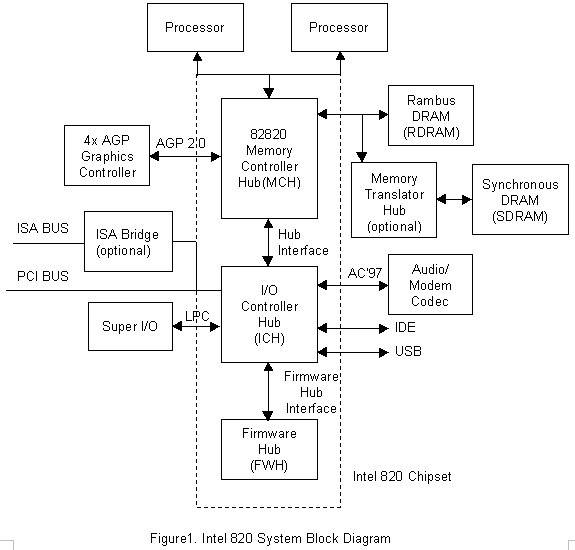 Processor
Processor
82820
Memory
Controller
Hub(MCH)
Rambus
DRAM
(RDRAM)
4x AGP
Graphics
Controller
AGP 2.0
Memory
Translator
Hub
(optional)
Synchronous
DRAM
(SDRAM)
ISA BUS
ISA Bridge
(optional)
Hub
Interface
PCI BUS
I/O
Controller
Hub
(ICH)
AC'97
Audio/
Modem
Codec
Super I/O
LPC
IDE
USB
Firmware
Hub
Interface
Firmware
Hub
(FWH)
Intel 820 Chipset
Figure1. Intel 820 System Block Diagram